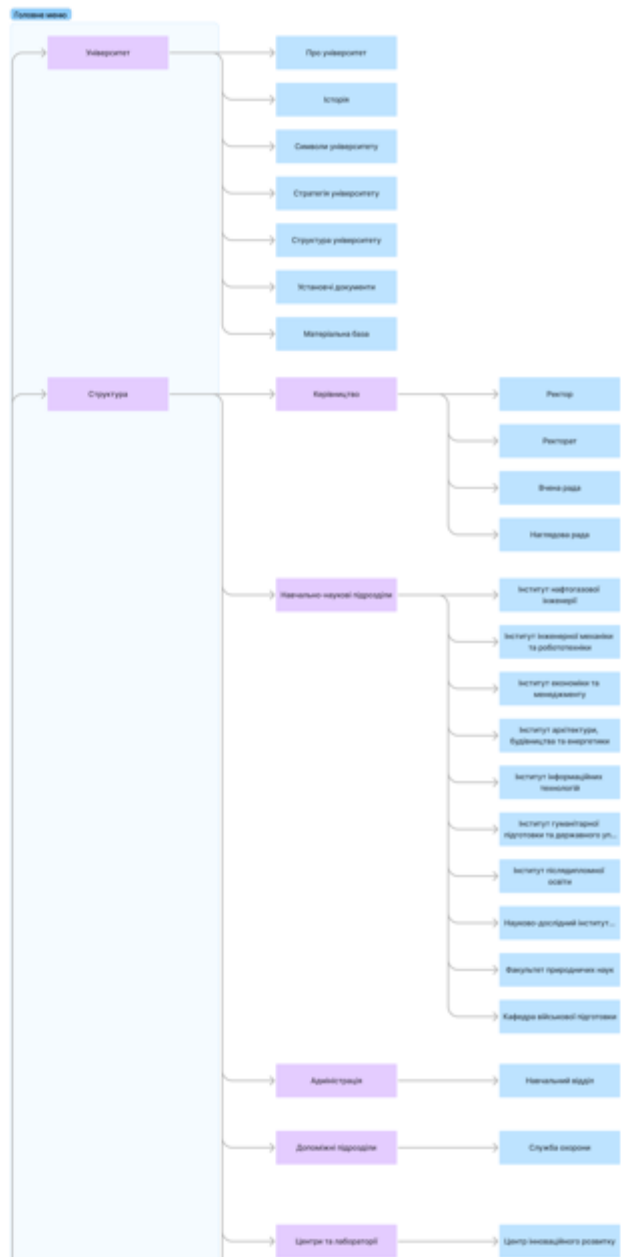 Головне меню
Університет
Про університет
Історія
Символи університету
Стратегія університету
Структура університету
Установчі документи
Матеріальна база
Структура
Керівництво
Ректор
Ректорат
Вчена рада
Наглядова рада
Навчально-наукові підрозділи
Інститут нафтогазової
інженерії
Інститут інженерної механіки
та робототехніки
Інститут економіки та
менеджменту
Інститут архітектури,
будівництва та енергетики
Інститут інформаційних
технологій
Інститут гуманітарної
підготовки та державного уп...
Інститут післядипломної
освіти
Науково-дослідний інститут...
Факультет природничих наук
Кафедра військової підготовки
Адміністрація
Навчальний відділ
Допоміжні підрозділи
Служба охорони
Центри та лабораторії
Центр інноваційного розвитку